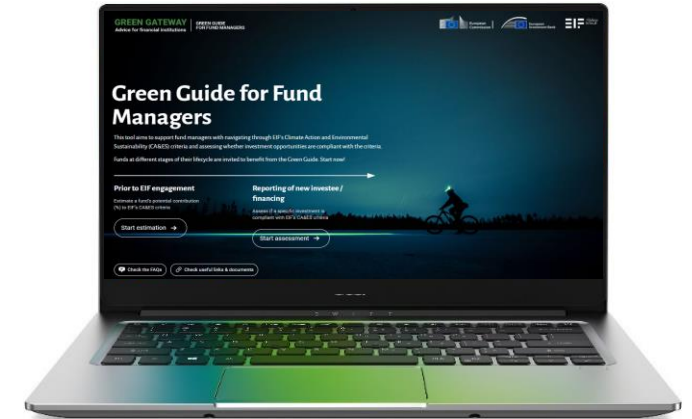 GREEN GATEWAY
Advice for financial institutions
GREEN GUIDE
FOR FUND MANAGERS
European
Commission
European
Investment Bank
EIF
Green Guide for Fund
Managers
This tool aims to support fund managers with navigating through EIF's Climate Action and Environmental
Sustainability (CA&ES) criteria and assessing whether investment opportunities are compliant with the criteria.
Funds at different stages of their lifecycle are invited to benefit from the Green Guide. Start now!
Prior to EIF engagement
Estimate a fund's potential contribution
(%) to EIF's CA&ES criteria
Start estimation →
Reporting of new investee /
financing
Assess if a specific investment is
compliant with EIF's CA&ES criteria
Start assessment →
Check the FAQs
Check useful links & documents
S W I F T